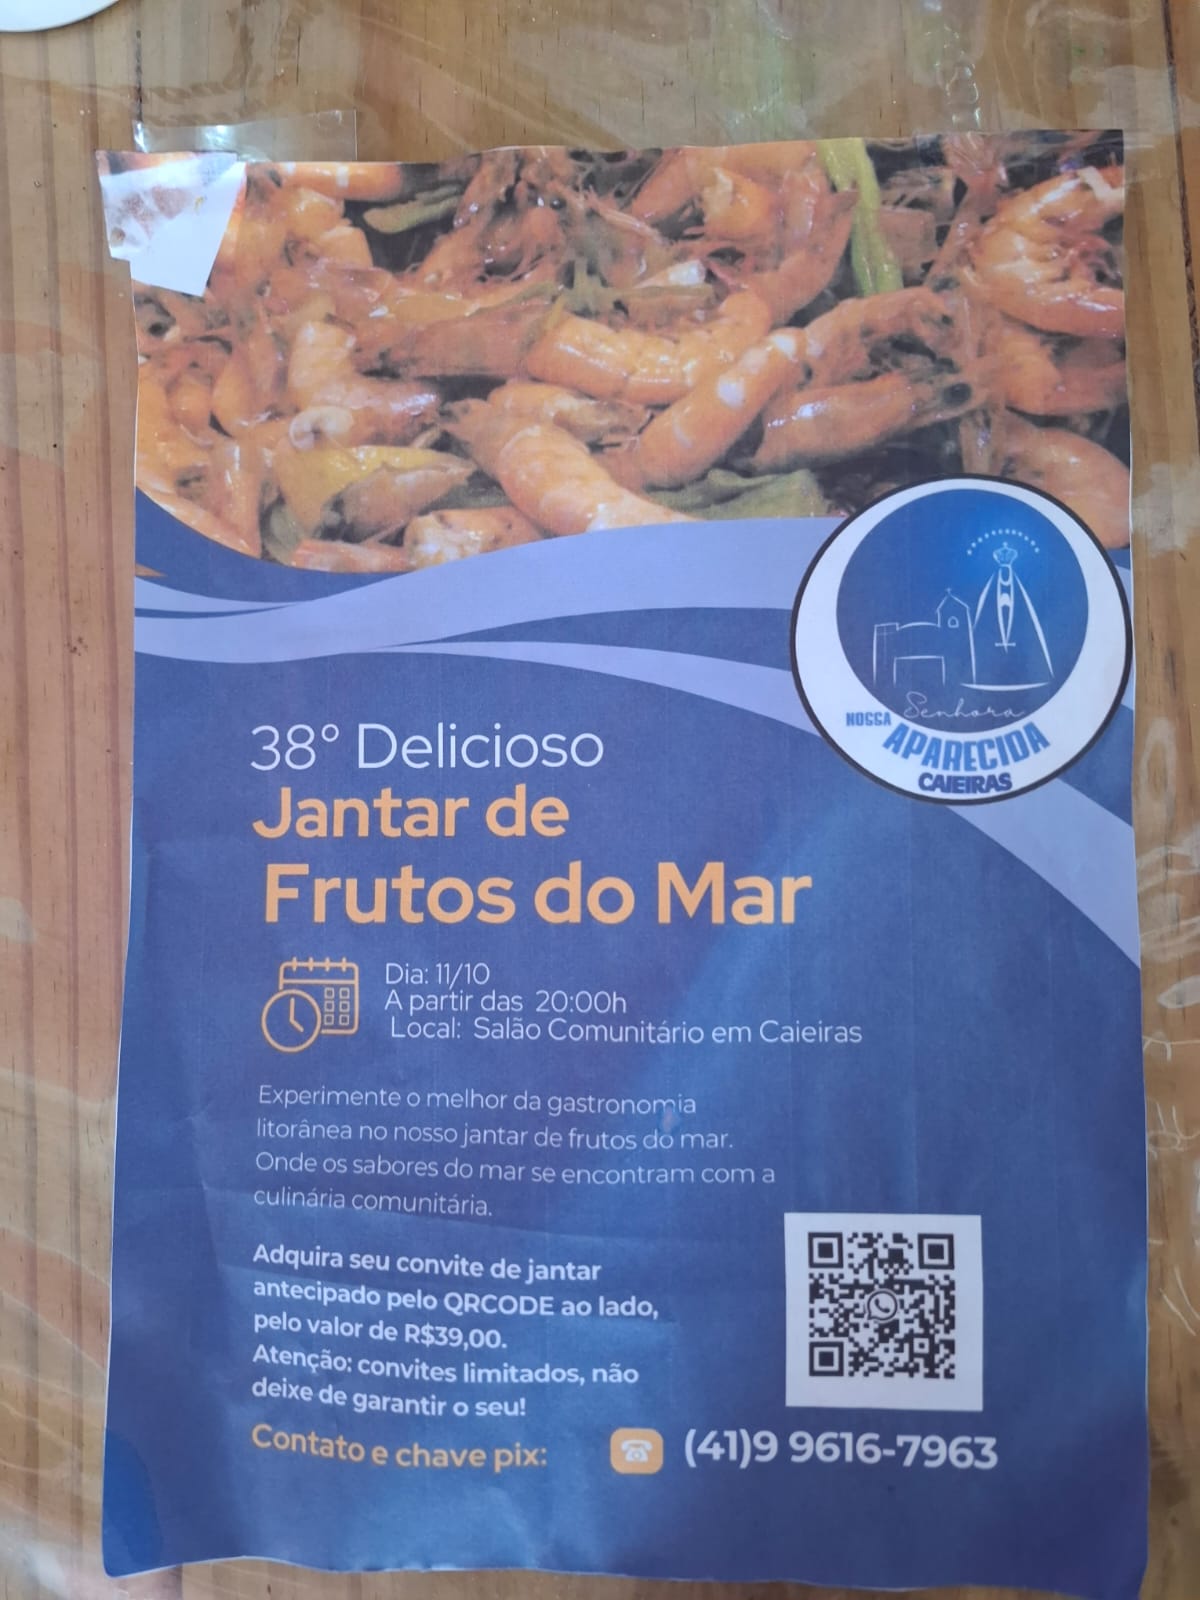 NOSSA Senhora
APARECIDA
CAIEIRAS
38° Delicioso
Jantar de
Frutos do Mar
Dia: 11/10
A partir das 20:00h
Local: Salão Comunitário em Caieiras
Experimente o melhor da gastronomia
litorânea no nosso jantar de frutos do mar.
Onde os sabores do mar se encontram com a
culinária comunitária.
Adquira seu convite de jantar
antecipado pelo QRCODE ao lado,
pelo valor de R$39,00.
Atenção: convites limitados, não
deixe de garantir o seu!
Contato e chave pix: (41)9 9616-7963